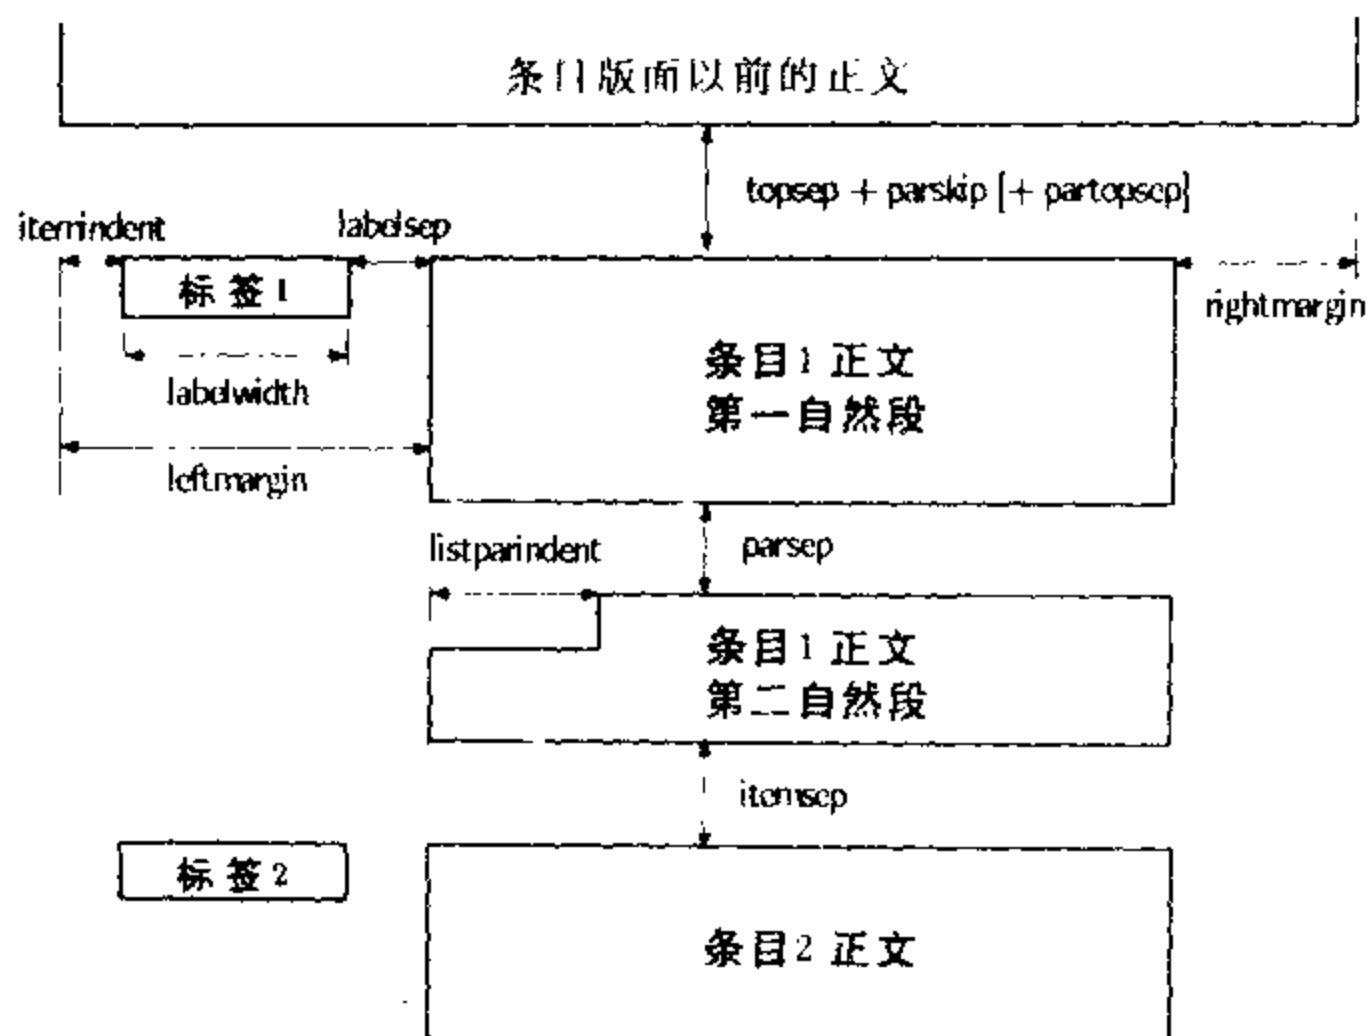 条目版面以前的正文
topsep + parskip [+ partopsep]
itemindent
labelsep
标签1
rightmargin
条目1正文
第一自然段
labelwidth
leftmargin
listparindent
parsep
条目1正文
第二自然段
itemsep
标签2
条目2正文